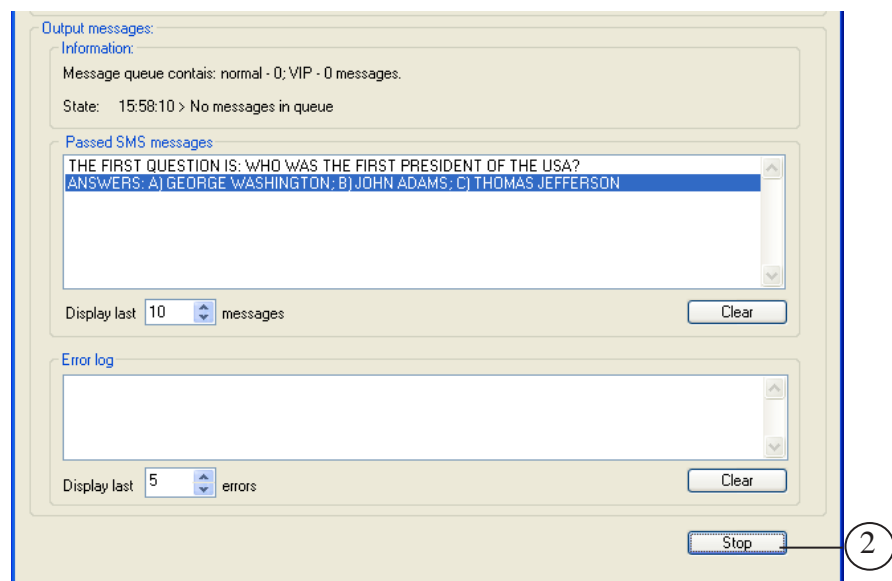 Output messages:
Information:
Message queue contais: normal - 0; VIP - 0 messages.
State: 15:58:10 > No messages in queue
Passed SMS messages
THE FIRST QUESTION IS: WHO WAS THE FIRST PRESIDENT OF THE USA?
ANSWERS: A) GEORGE WASHINGTON; B) JOHN ADAMS; C) THOMAS JEFFERSON
Display last 10 messages Clear
Error log
Display last 5 errors Clear
Stop 2